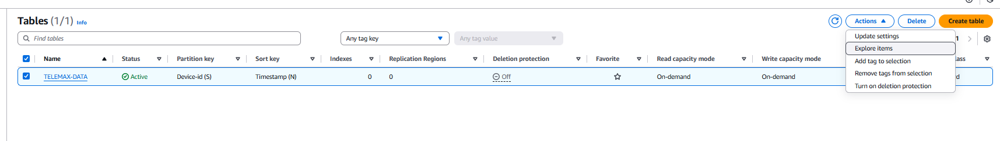 Tables (1/1) Info
Actions Delete Create table
Find tables
Any tag key Any tag value 1
Update settings
Explore items
Add tag to selection
Remove tags from selection
Turn on deletion protection
Name Status Partition key Sort key Indexes Replication Regions Deletion protection Favorite Read capacity mode Write capacity mode
TELEMAX-DATA Active Device-id (S) Timestamp (N) 0 0 Off On-demand On-demand